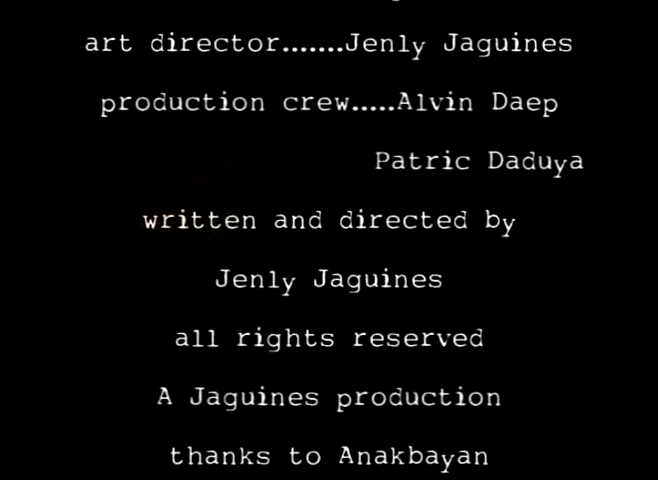 art director.......Jenly Jaguines
production crew.....Alvin Daep
Patric Daduya
written and directed by
Jenly Jaguines
all rights reserved
A Jaguines production
thanks to Anakbayan